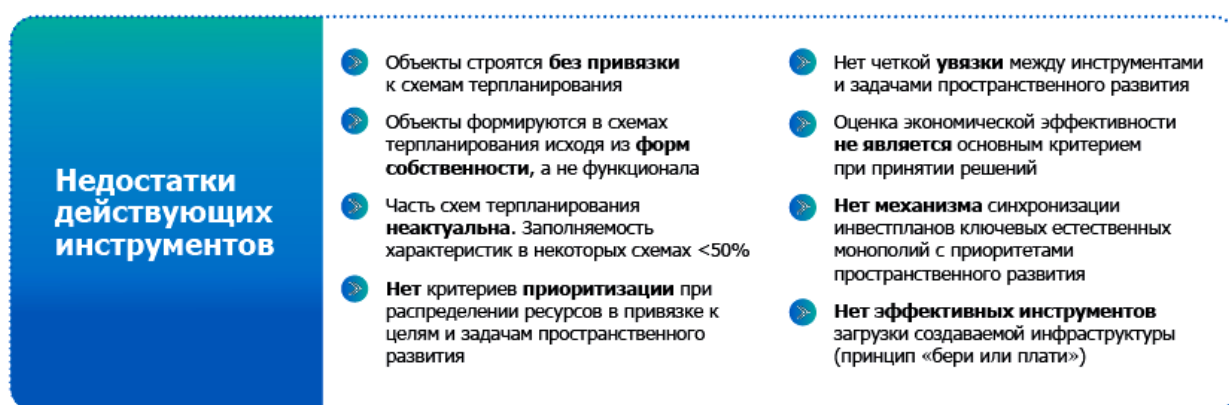 Недостатки
действующих
инструментов
Объекты строятся без привязки
к схемам терпланирования
Объекты формируются в схемах
терпланирования исходя из форм
собственности, а не функционала
Часть схем терпланирования
неактуальна. Заполняемость
характеристик в некоторых схемах <50%
Нет критериев приоритизации при
распределении ресурсов в привязке к
целям и задачам пространственного
развития
Нет четкой увязки между инструментами
и задачами пространственного развития
Оценка экономической эффективности
не является основным критерием
при принятии решений
Нет механизма синхронизации
инвестпланов ключевых естественных
монополий с приоритетами
пространственного развития
Нет эффективных инструментов
загрузки создаваемой инфраструктуры
(принцип «бери или плати»)